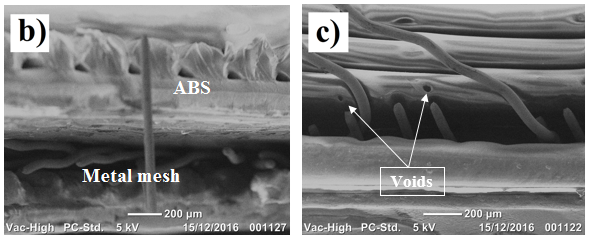 b)
ABS
Metal mesh
200 µm
Vac-High PC-Std. 5 kV 15/12/2016 001127
c)
Voids
200 µm
Vac-High PC-Std. 5 kV 15/12/2016 001122